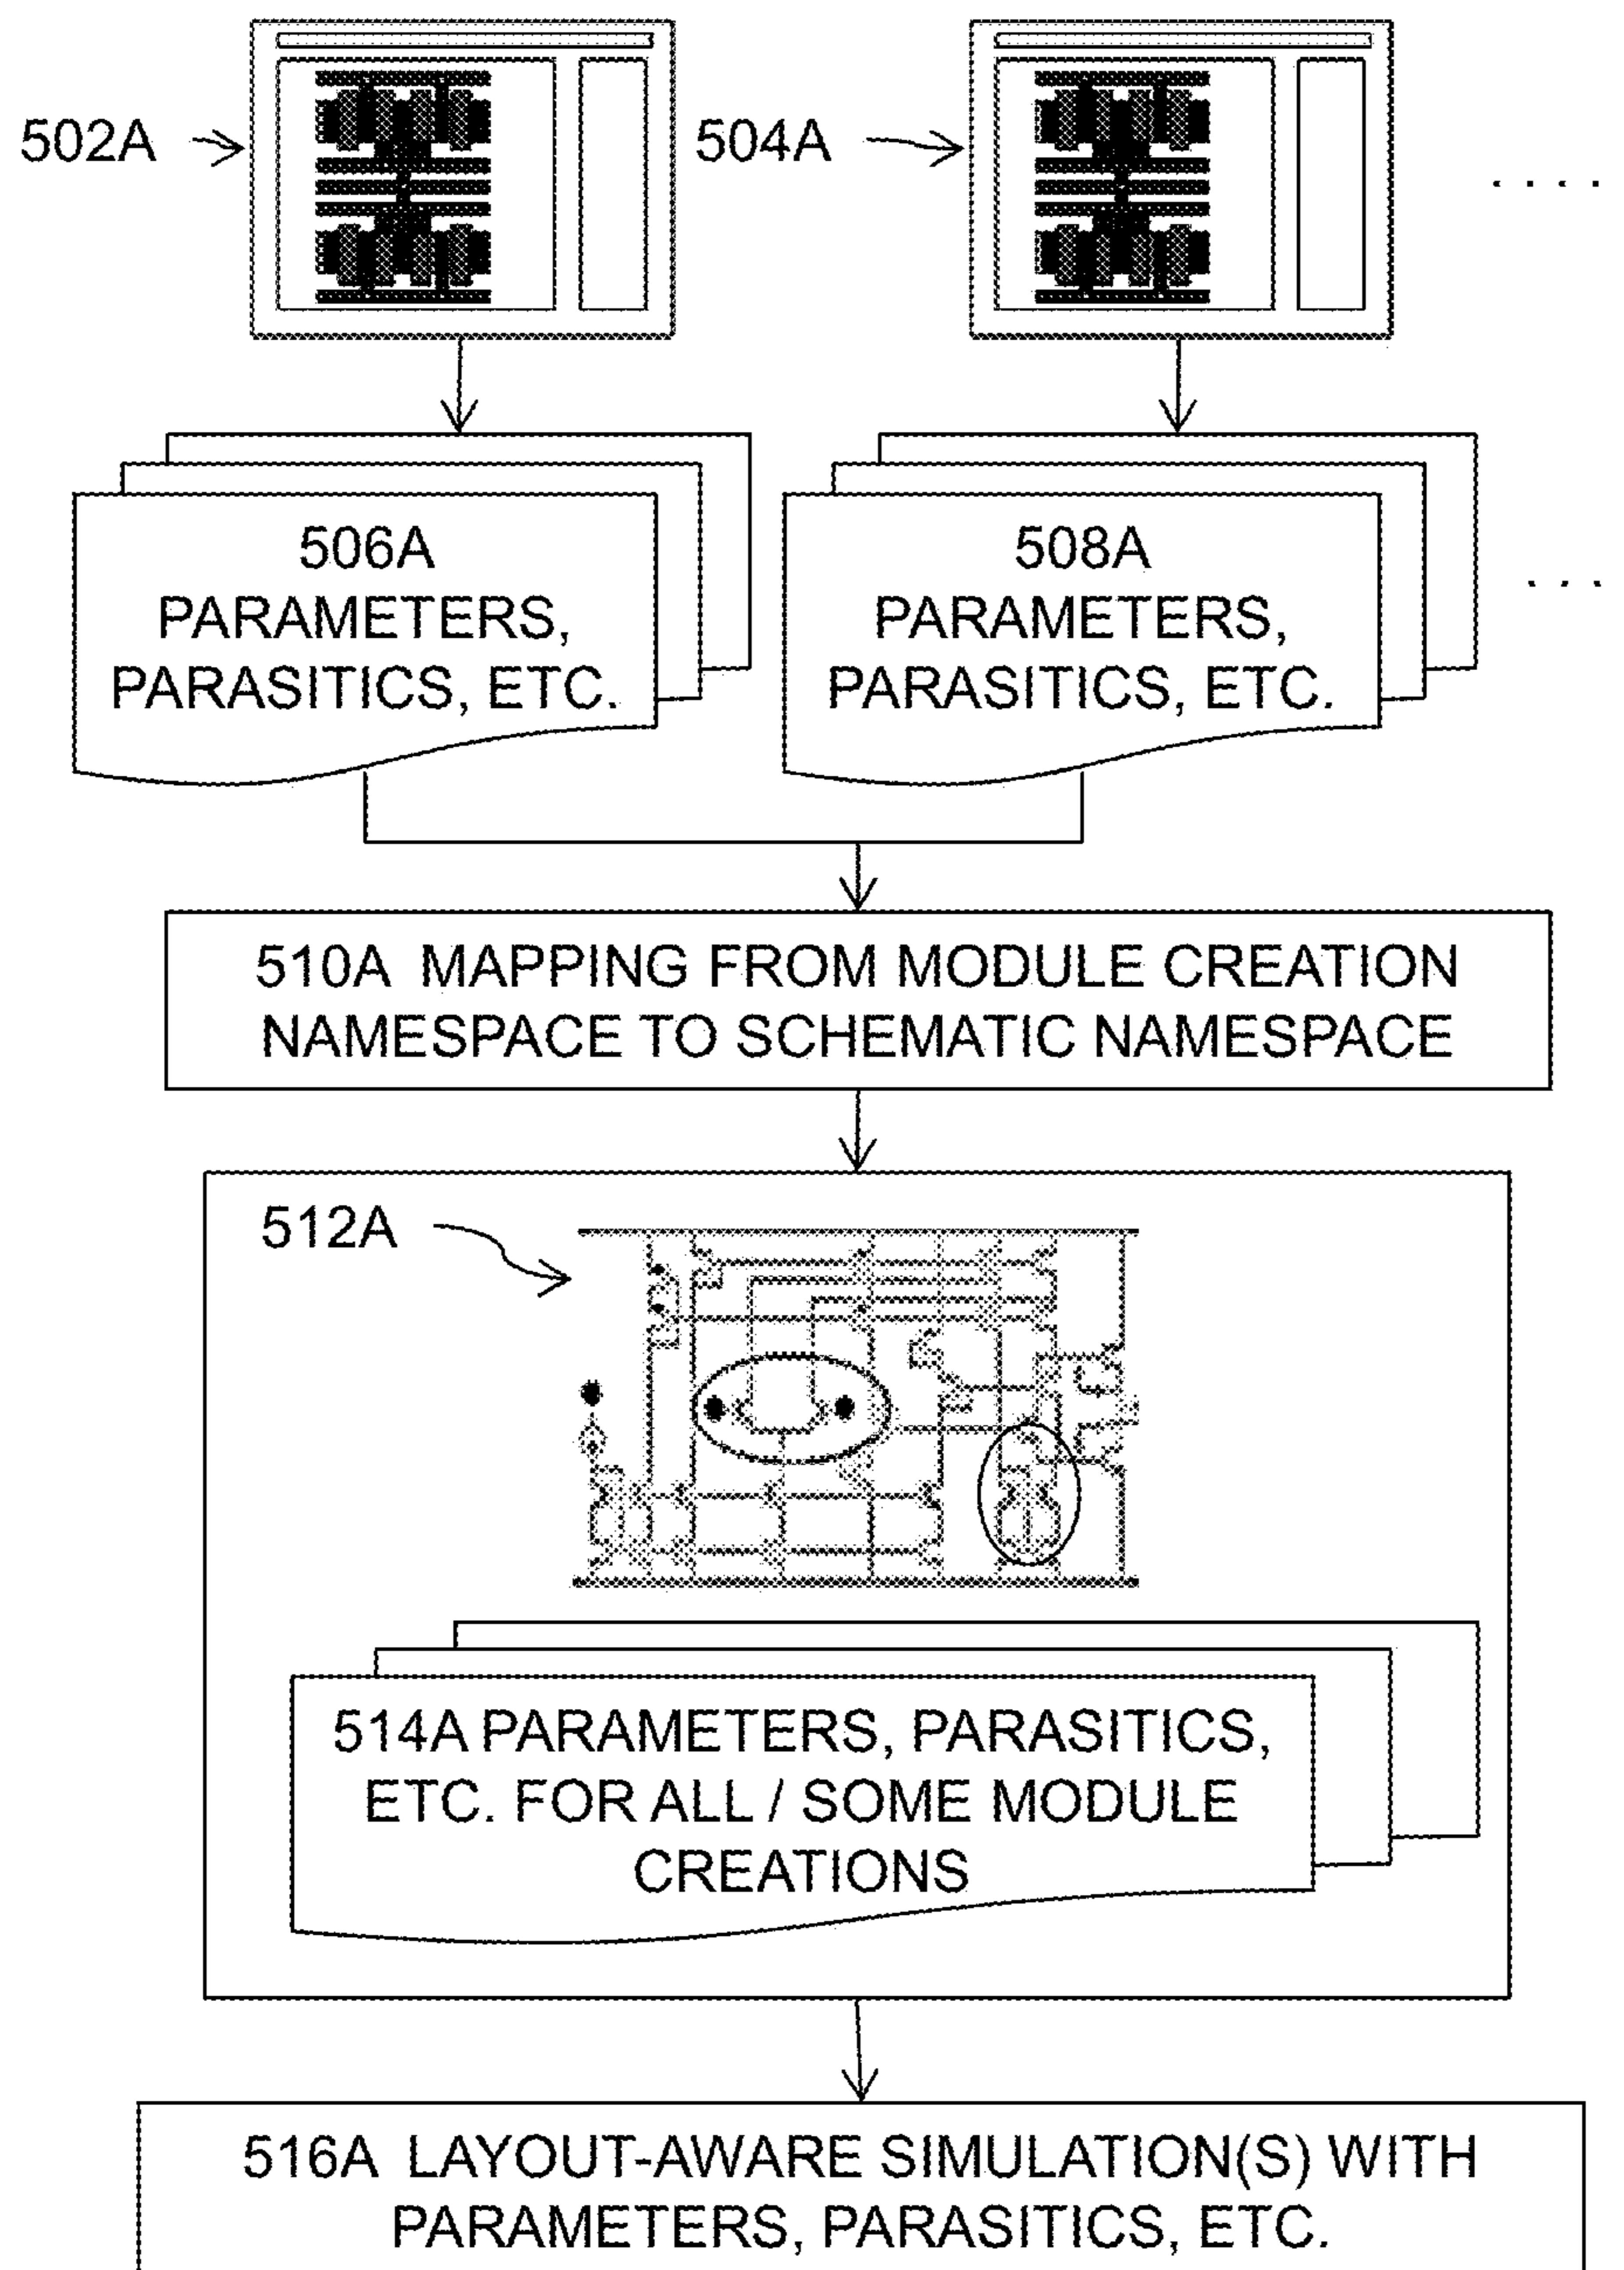 502A
504A
. . . .
506A
PARAMETERS,
PARASITICS, ETC.
508A
PARAMETERS,
PARASITICS, ETC.
. . .
510A MAPPING FROM MODULE CREATION
NAMESPACE TO SCHEMATIC NAMESPACE
512A
514A PARAMETERS, PARASITICS,
ETC. FOR ALL / SOME MODULE
CREATIONS
516A LAYOUT-AWARE SIMULATION(S) WITH
PARAMETERS, PARASITICS, ETC.